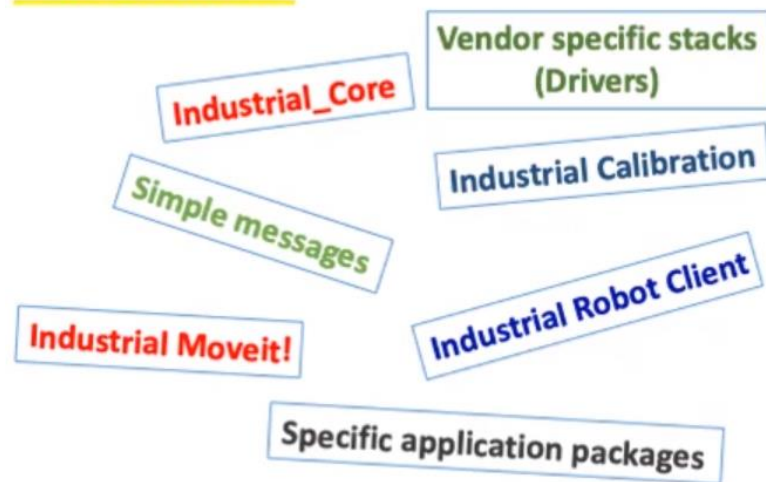 Vendor specific stacks
(Drivers)
Industrial_Core
Industrial Calibration
Simple messages
Industrial Robot Client
Industrial Moveit!
Specific application packages